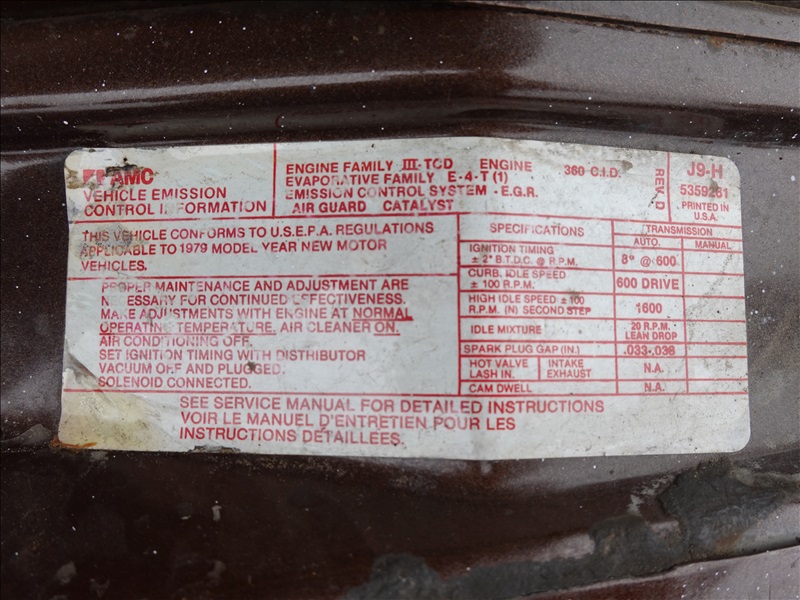 AMC
VEHICLE EMISSION
CONTROL INFORMATION
ENGINE FAMILY III-TCD ENGINE 360 C.I.D.
EVAPORATIVE FAMILY E-4-T (1)
EMISSION CONTROL SYSTEM - E.G.R.
AIR GUARD CATALYST
REV. D
J9-H
5359261
PRINTED IN
U.S.A.
THIS VEHICLE CONFORMS TO U.S.E.P.A. REGULATIONS
APPLICABLE TO 1979 MODEL YEAR NEW MOTOR
VEHICLES.
PROPER MAINTENANCE AND ADJUSTMENT ARE
NECESSARY FOR CONTINUED EFFECTIVENESS.
MAKE ADJUSTMENTS WITH ENGINE AT NORMAL
OPERATING TEMPERATURE, AIR CLEANER ON.
AIR CONDITIONING OFF.
SET IGNITION TIMING WITH DISTRIBUTOR
VACUUM OFF AND PLUGGED.
SOLENOID CONNECTED.
SPECIFICATIONS TRANSMISSION
AUTO. MANUAL
IGNITION TIMING
± 2° B.T.D.C. @ R.P.M. 8° @ 600
CURB. IDLE SPEED
± 100 R.P.M. 600 DRIVE
HIGH IDLE SPEED ± 100
R.P.M. (N) SECOND STEP 1600
IDLE MIXTURE 20 R.P.M.
LEAN DROP
SPARK PLUG GAP (IN.) .033-.038
HOT VALVE INTAKE N.A.
LASH IN. EXHAUST
CAM DWELL N.A.
SEE SERVICE MANUAL FOR DETAILED INSTRUCTIONS
VOIR LE MANUEL D'ENTRETIEN POUR LES
INSTRUCTIONS DÉTAILLÉES.